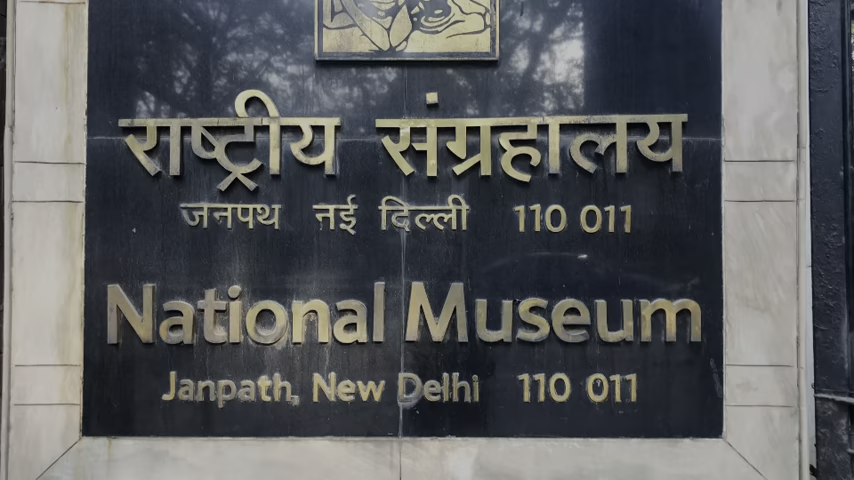 राष्ट्रीय संग्रहालय
जनपथ नई दिल्ली 110 011
National Museum
Janpath, New Delhi 110 011